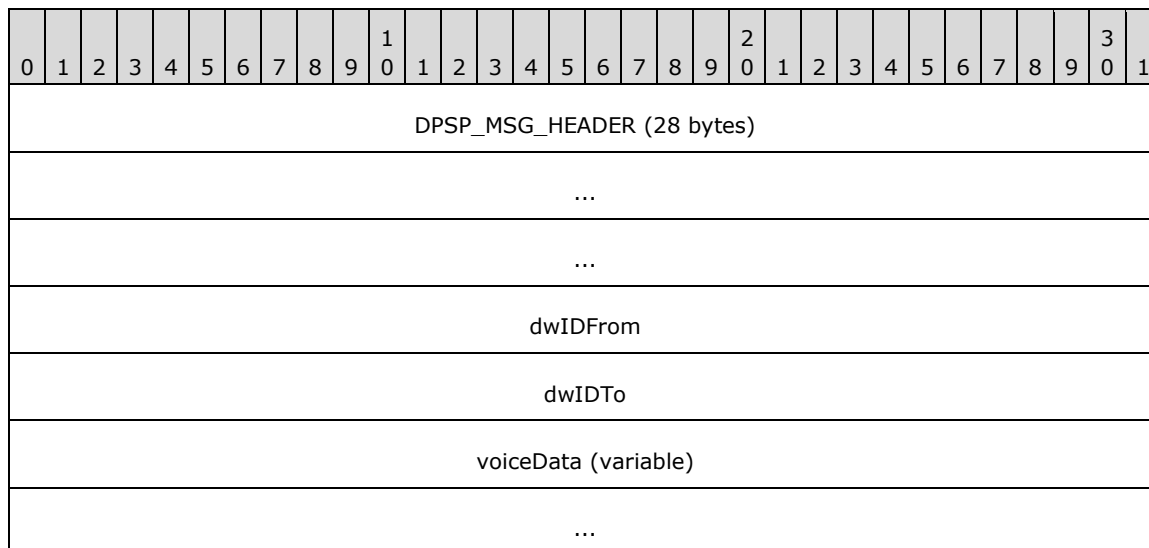 1 2 3
0 1 2 3 4 5 6 7 8 9 0 1 2 3 4 5 6 7 8 9 0 1 2 3 4 5 6 7 8 9 0 1
DPSP_MSG_HEADER (28 bytes)
...
...
dwIDFrom
dwIDTo
voiceData (variable)
...